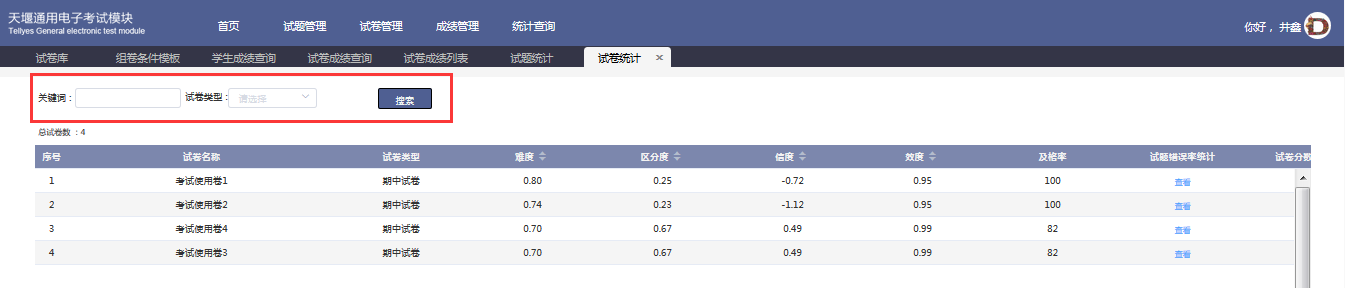 天堰通用电子考试模块
Tellyes General electronic test module
首页 试题管理 试卷管理 成绩管理 统计查询
你好，井鑫
试卷库 组卷条件模板 学生成绩查询 试卷成绩查询 试卷成绩列表 试题统计 试卷统计 ×
关键词： 试卷类型： 请选择 搜索
总试卷数 ：4
序号 试卷名称 试卷类型 难度 区分度 信度 效度 及格率 试题错误率统计 试卷分数
1 考试使用卷1 期中试卷 0.80 0.25 -0.72 0.95 100 查看
2 考试使用卷2 期中试卷 0.74 0.23 -1.12 0.95 100 查看
3 考试使用卷4 期中试卷 0.70 0.67 0.49 0.99 82 查看
4 考试使用卷3 期中试卷 0.70 0.67 0.49 0.99 82 查看